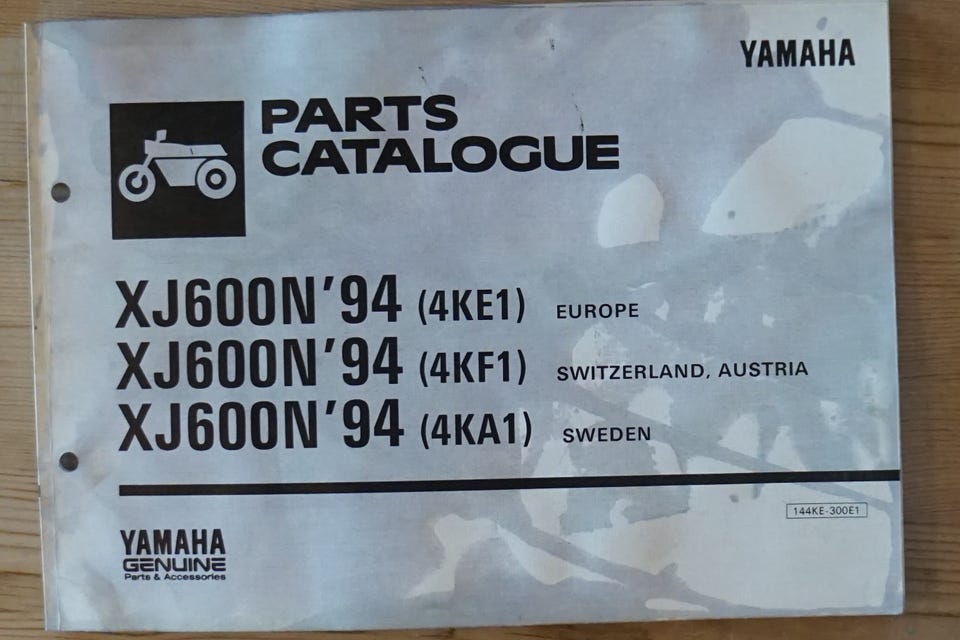 YAMAHA
PARTS
CATALOGUE
XJ600N'94 (4KE1) EUROPE
XJ600N'94 (4KF1) SWITZERLAND, AUSTRIA
XJ600N'94 (4KA1) SWEDEN
144KE-300E1
YAMAHA
GENUINE
Parts & Accessories